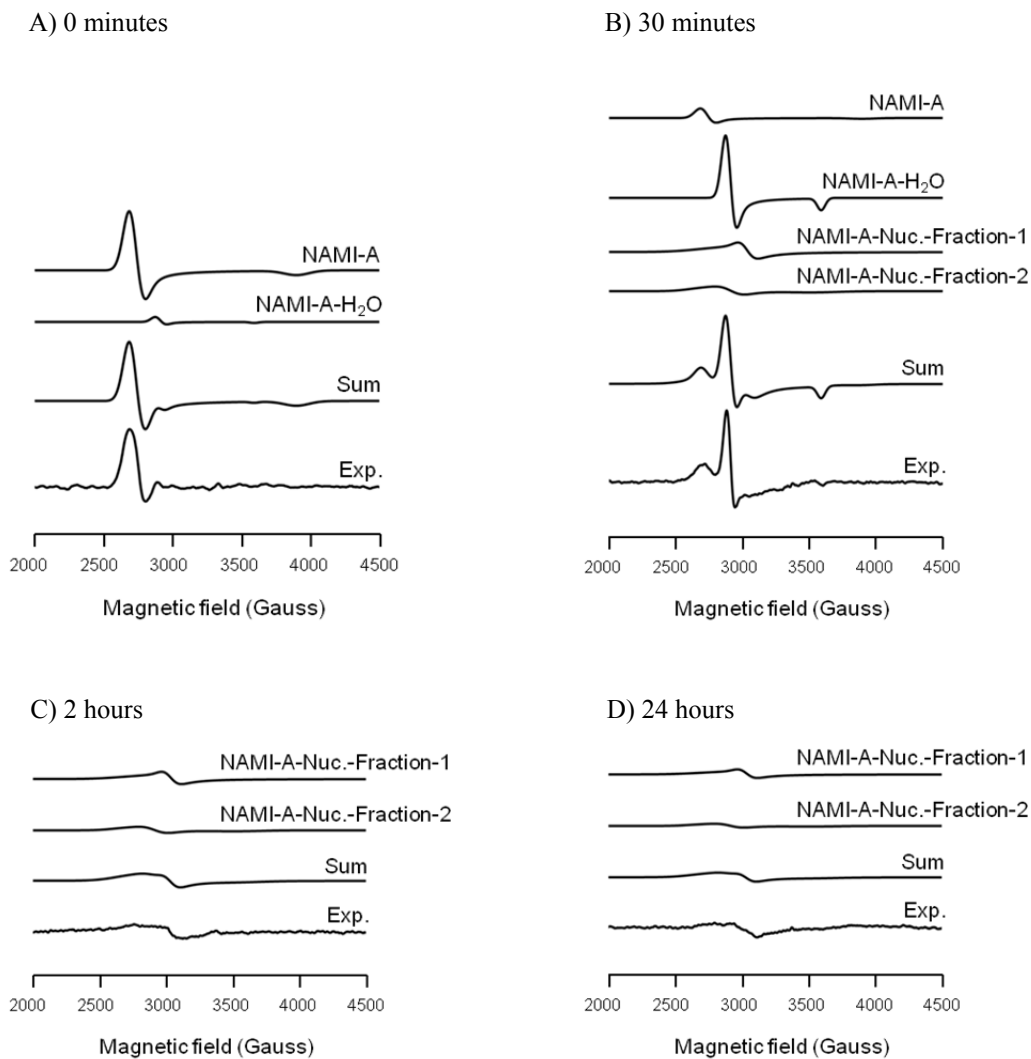 A) 0 minutes
NAMI-A
NAMI-A-H₂O
Sum
Exp.
2000 2500 3000 3500 4000 4500
Magnetic field (Gauss)
B) 30 minutes
NAMI-A
NAMI-A-H₂O
NAMI-A-Nuc.-Fraction-1
NAMI-A-Nuc.-Fraction-2
Sum
Exp.
2000 2500 3000 3500 4000 4500
Magnetic field (Gauss)
C) 2 hours
NAMI-A-Nuc.-Fraction-1
NAMI-A-Nuc.-Fraction-2
Sum
Exp.
2000 2500 3000 3500 4000 4500
Magnetic field (Gauss)
D) 24 hours
NAMI-A-Nuc.-Fraction-1
NAMI-A-Nuc.-Fraction-2
Sum
Exp.
2000 2500 3000 3500 4000 4500
Magnetic field (Gauss)